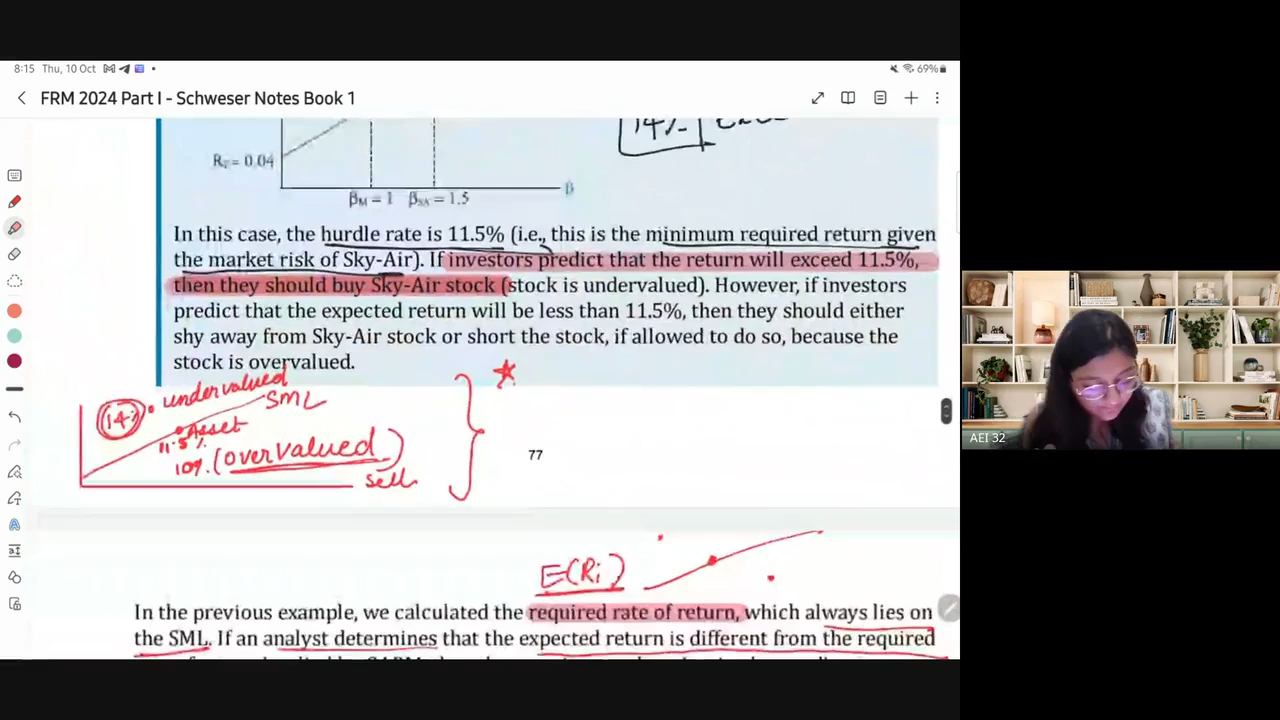 8:15 Thu, 10 Oct
69%
FRM 2024 Part I - Schweser Notes Book 1
14%
RF = 0.04
βM = 1 βSA = 1.5
β
In this case, the hurdle rate is 11.5% (i.e., this is the minimum required return given
the market risk of Sky-Air). If investors predict that the return will exceed 11.5%,
then they should buy Sky-Air stock (stock is undervalued). However, if investors
predict that the expected return will be less than 11.5%, then they should either
shy away from Sky-Air stock or short the stock, if allowed to do so, because the
stock is overvalued.
undervalued
14%
SML
Asset
11.5%
10% (overvalued)
sell
77
AEI 32
E(Ri)
In the previous example, we calculated the required rate of return, which always lies on
the SML. If an analyst determines that the expected return is different from the required